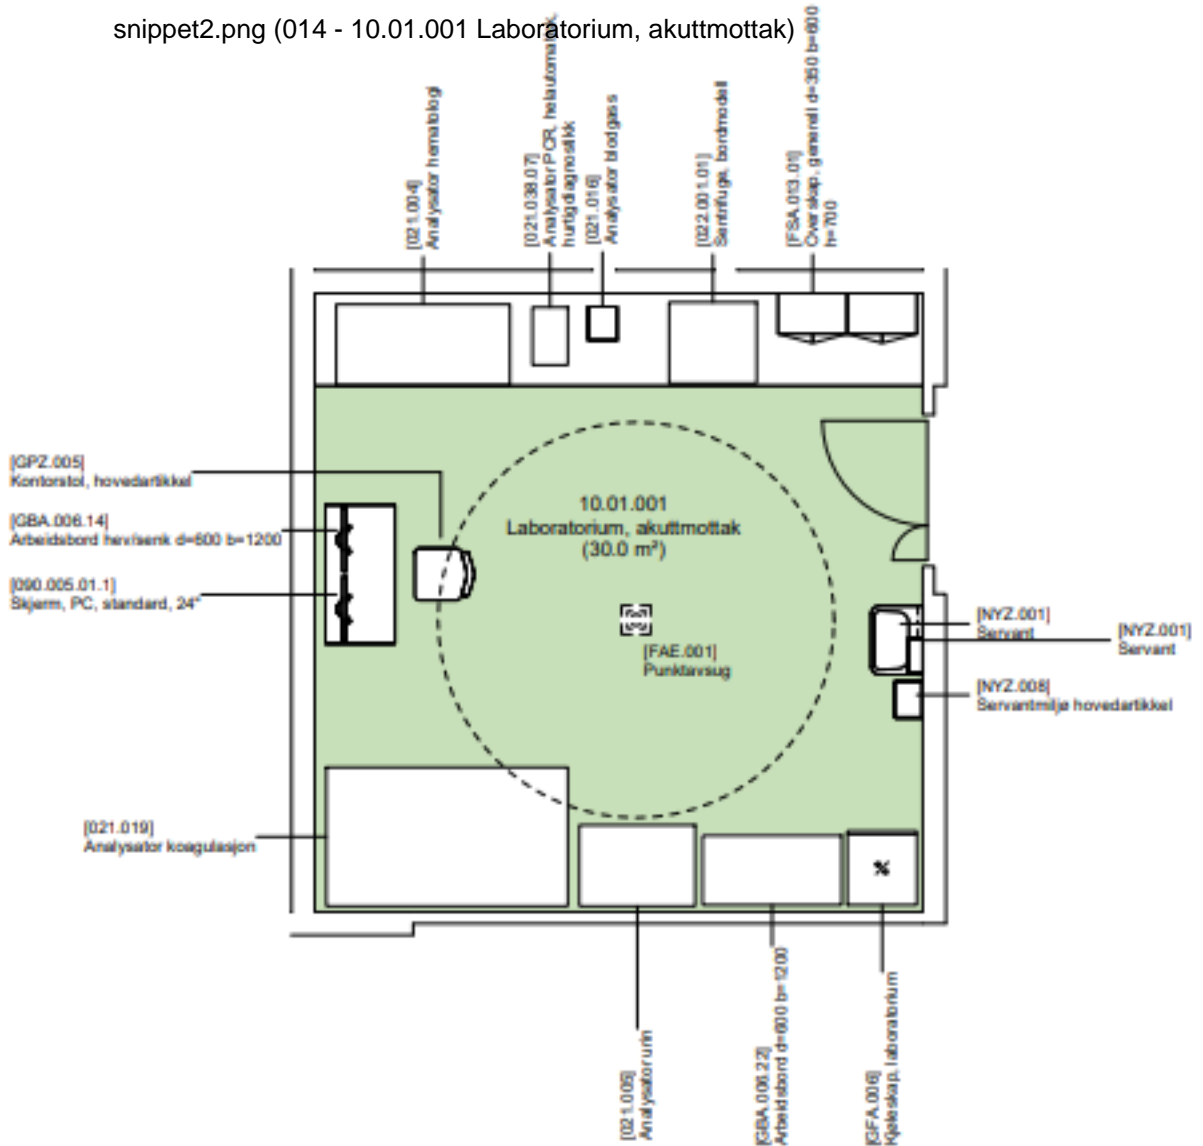 snippet2.png (014 - 10.01.001 Laboratorium, akuttmottak)
[021.004]
Analysator hematologi
[021.038.07]
Analysator PCR, helautomatisk,
hurtigdiagnostikk
[021.016]
Analysator blodgass
[022.001.01]
Sentrifuge, bordmodell
[FSA.013.01]
Overskap, generell d=350 b=600
h=700
[GPZ.005]
Kontorstol, hovedartikkel
[GBA.006.14]
Arbeidsbord hev/senk d=600 b=1200
[090.005.01.1]
Skjerm, PC, standard, 24"
10.01.001
Laboratorium, akuttmottak
(30.0 m²)
[FAE.001]
Punktavsug
[NYZ.001]
Servant
[NYZ.001]
Servant
[NYZ.008]
Servantmiljø hovedartikkel
[021.019]
Analysator koagulasjon
[021.005]
Analysator urin
[GBA.006.22]
Arbeidsbord d=600 b=1200
[GFA.006]
Kjøleskap, laboratorium